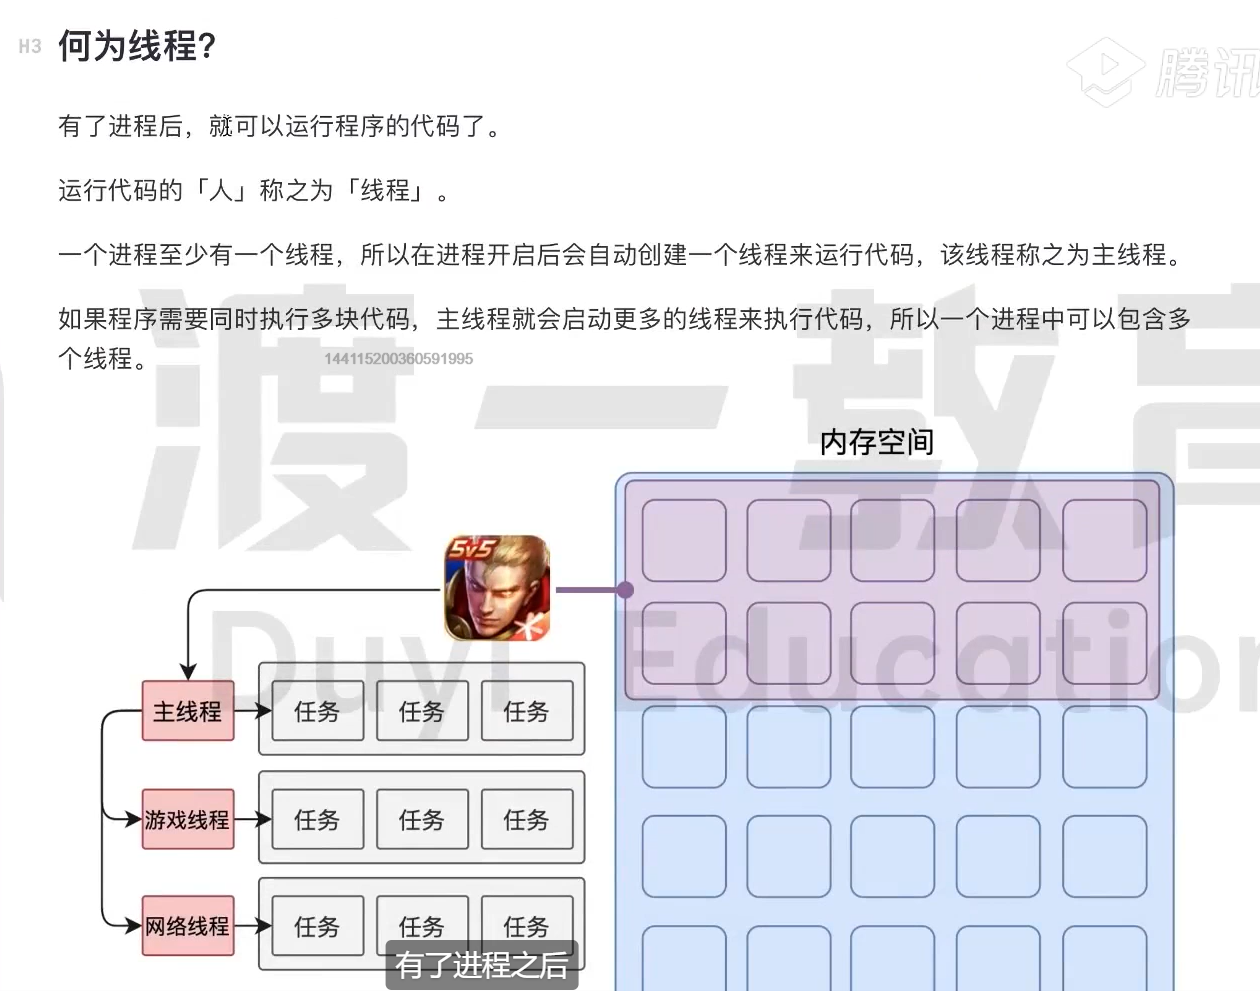 H3 何为线程？
腾讯
有了进程后，就可以运行程序的代码了。
运行代码的「人」称之为「线程」。
一个进程至少有一个线程，所以在进程开启后会自动创建一个线程来运行代码，该线程称之为主线程。
如果程序需要同时执行多块代码，主线程就会启动更多的线程来执行代码，所以一个进程中可以包含多
个线程。
144115200360591995
渡一教育
Duyi Education
内存空间
5v5
主线程 任务 任务 任务
游戏线程 任务 任务 任务
网络线程 任务 任务 任务
有了进程之后